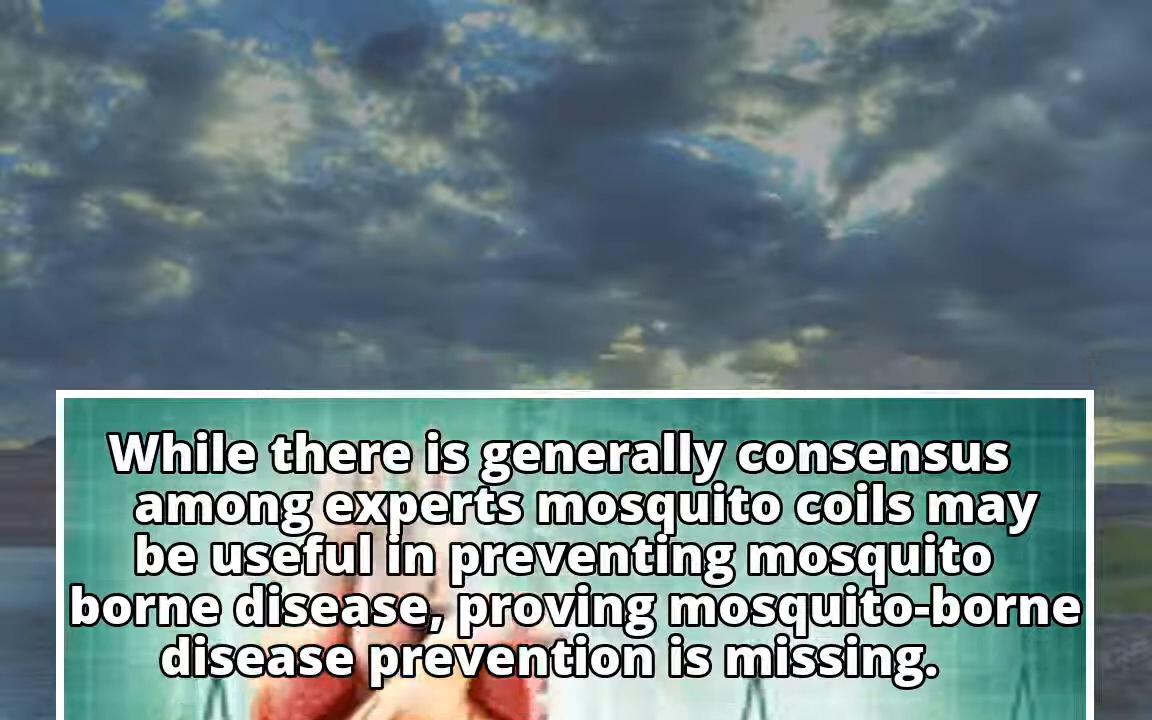 While there is generally consensus
among experts mosquito coils may
be useful in preventing mosquito
borne disease, proving mosquito-borne
disease prevention is missing.